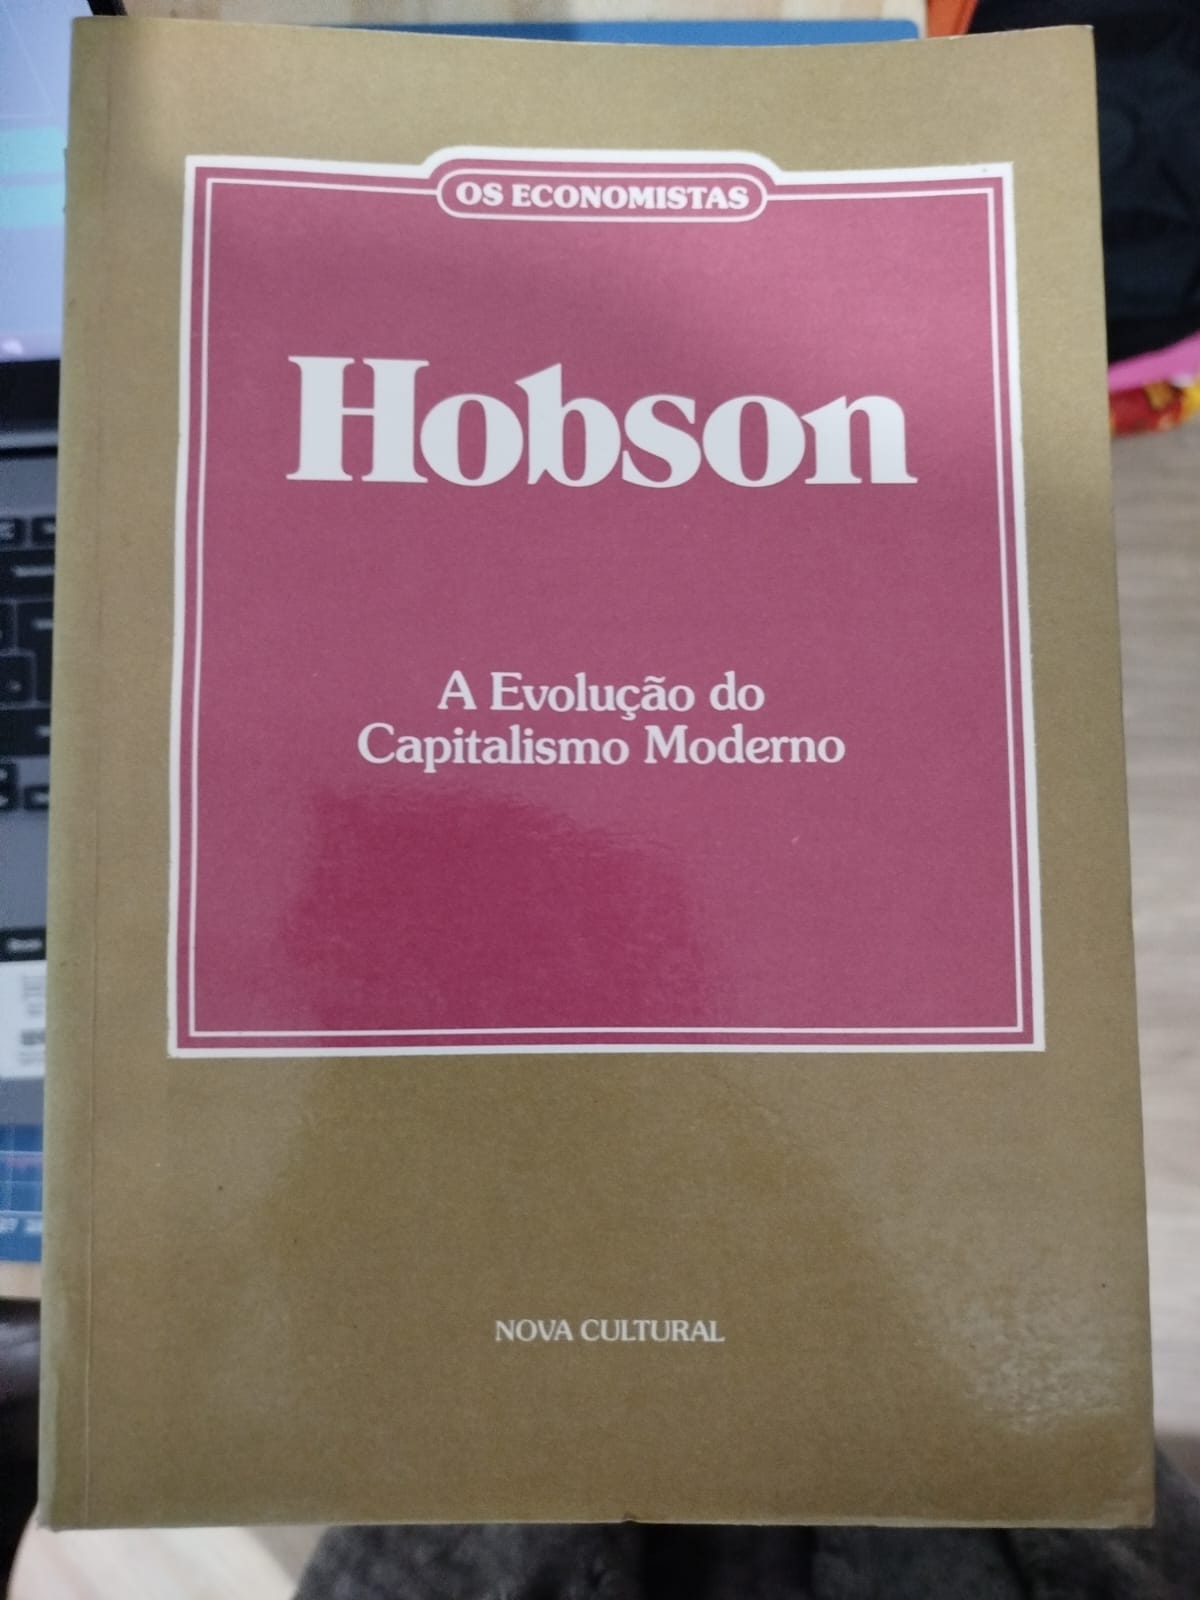 OS ECONOMISTAS
Hobson
A Evolução do
Capitalismo Moderno
NOVA CULTURAL